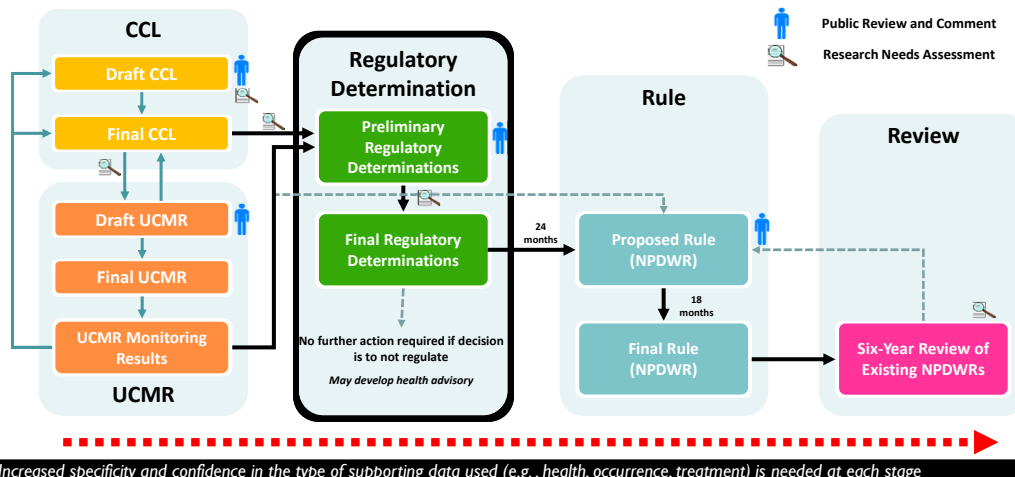 CCL
Draft CCL
Final CCL
Draft UCMR
Final UCMR
UCMR Monitoring
Results
UCMR
Regulatory
Determination
Preliminary
Regulatory
Determinations
Final Regulatory
Determinations
No further action required if decision
is to not regulate
May develop health advisory
24
months
Rule
Proposed Rule
(NPDWR)
18
months
Final Rule
(NPDWR)
Public Review and Comment
Research Needs Assessment
Review
Six-Year Review of
Existing NPDWRs
Increased specificity and confidence in the type of supporting data used (e.g., health, occurrence, treatment) is needed at each stage